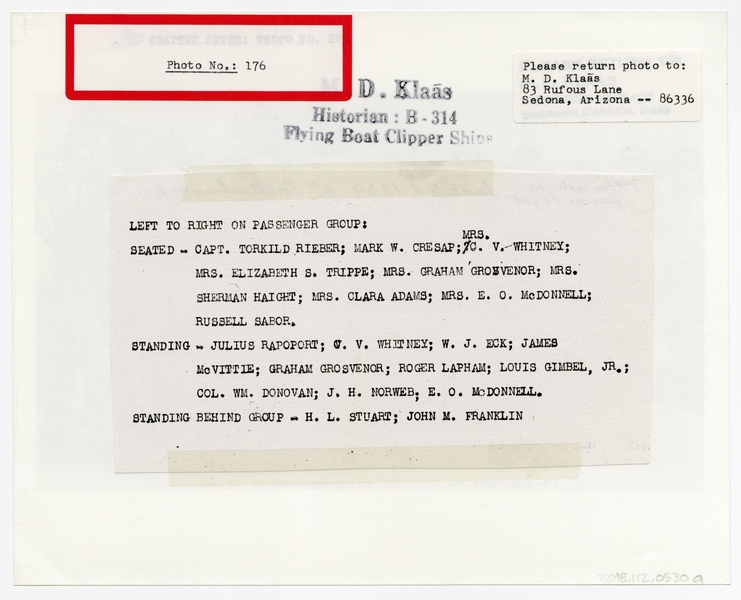 Photo No.: 176
Please return photo to:
M. D. Klaäs
83 Rufous Lane
Sedona, Arizona -- 86336
M. D. Klaäs
Historian: B-314
Flying Boat Clipper Ships
LEFT TO RIGHT ON PASSENGER GROUP:
MRS.
SEATED - CAPT. TORKILD RIEBER; MARK W. CRESAP; C. V. WHITNEY;
MRS. ELIZABETH S. TRIPPE; MRS. GRAHAM GROSVENOR; MRS.
SHERMAN HAIGHT; MRS. CLARA ADAMS; MRS. E. O. McDONNELL;
RUSSELL SABOR.
STANDING - JULIUS RAPOPORT; C. V. WHITNEY; W. J. ECK; JAMES
McVITTIE; GRAHAM GROSVENOR; ROGER LAPHAM; LOUIS GIMBEL, JR.;
COL. WM. DONOVAN; J. H. NORWEB; E. O. McDONNELL.
STANDING BEHIND GROUP - H. L. STUART; JOHN M. FRANKLIN
2018.112.0530 a